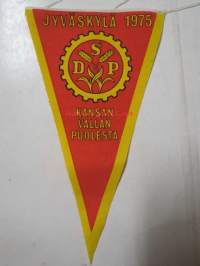 JYVÄSKYLÄ 1975
S
D P
KANSAN
VALLAN
PUOLESTA